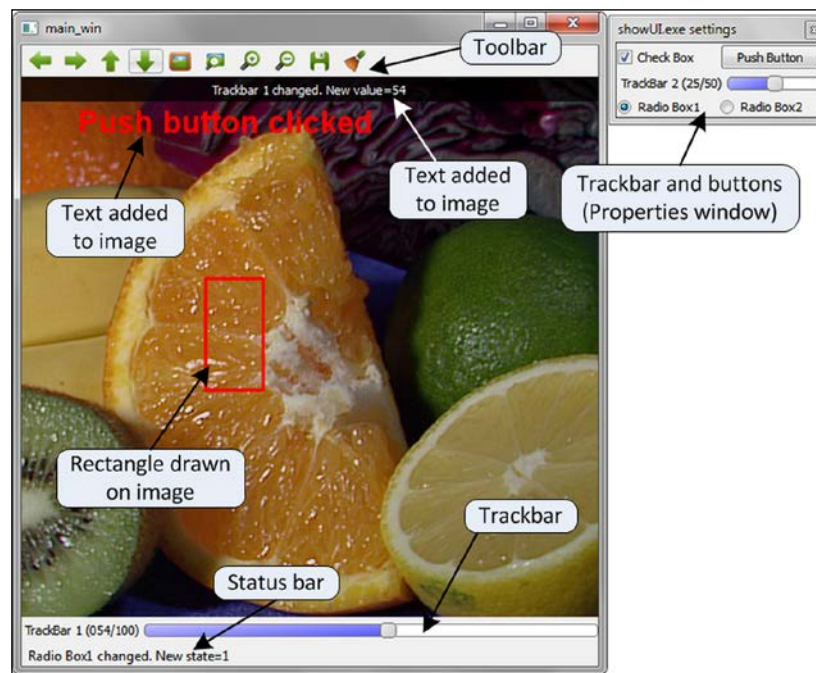 main_win
Toolbar
Trackbar 1 changed. New value=54
Push button clicked
Text added
to image
Text added
to image
Rectangle drawn
on image
Trackbar
Status bar
TrackBar 1 (054/100)
Radio Box1 changed. New state=1
showUI.exe settings
Check Box
Push Button
TrackBar 2 (25/50)
Radio Box1
Radio Box2
Trackbar and buttons
(Properties window)